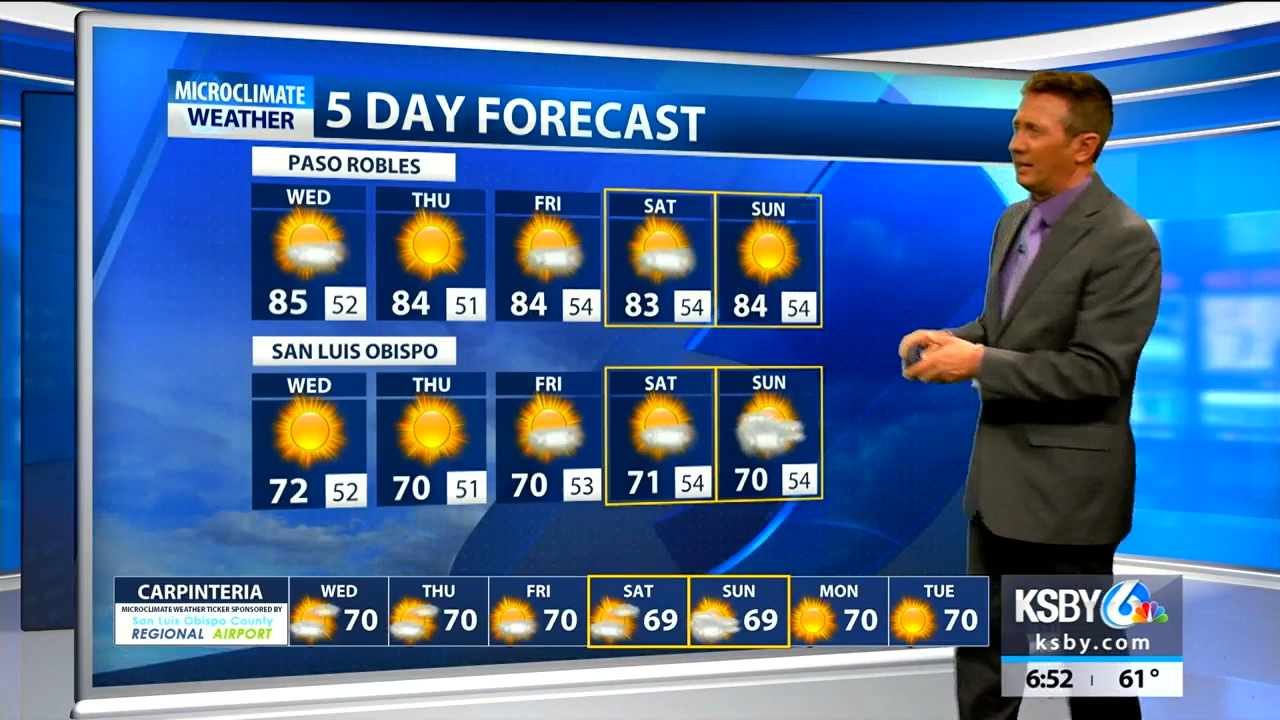 MICROCLIMATE
WEATHER
5 DAY FORECAST
PASO ROBLES
WED THU FRI SAT SUN
85 52 84 51 84 54 83 54 84 54
SAN LUIS OBISPO
WED THU FRI SAT SUN
72 52 70 51 70 53 71 54 70 54
CARPINTERIA
MICROCLIMATE WEATHER TICKER SPONSORED BY
San Luis Obispo County
REGIONAL AIRPORT
WED THU FRI SAT SUN MON TUE
70 70 70 69 69 70 70
KSBY 6
ksby.com
6:52 61°